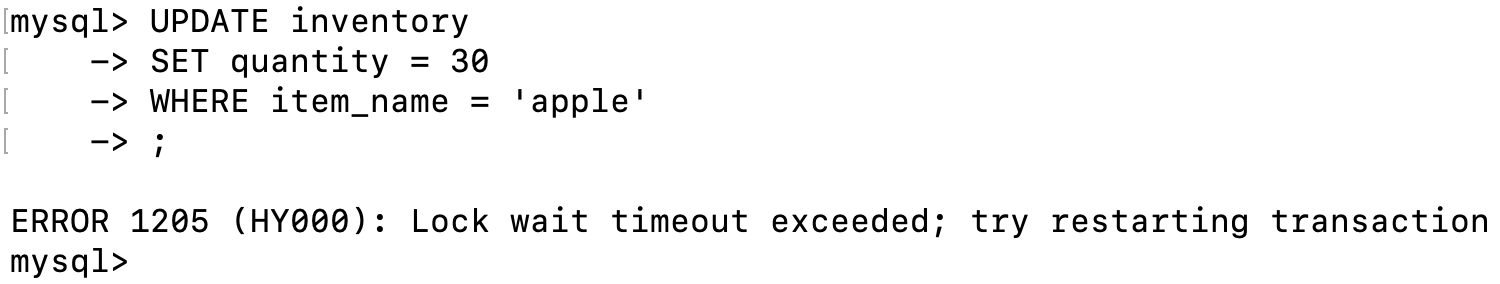 mysql> UPDATE inventory
    -> SET quantity = 30
    -> WHERE item_name = 'apple'
    -> ;
ERROR 1205 (HY000): Lock wait timeout exceeded; try restarting transaction
mysql>